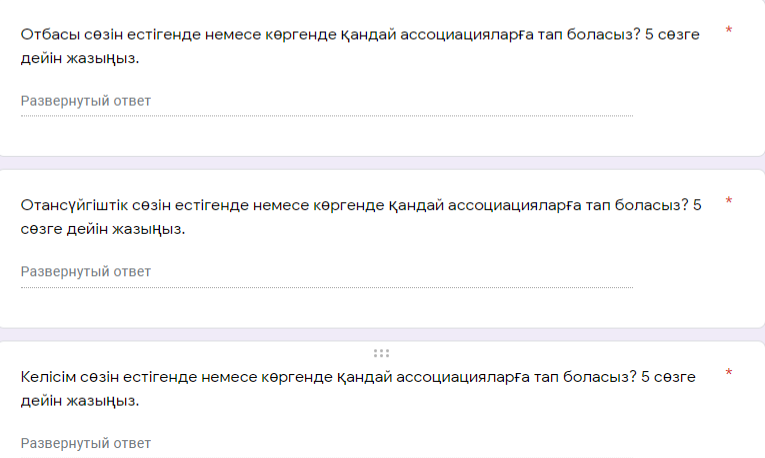 Отбасы сөзін естігенде немесе көргенде қандай ассоциацияларға тап боласыз? 5 сөзге *
дейін жазыңыз.
Развернутый ответ
Отансүйгіштік сөзін естігенде немесе көргенде қандай ассоциацияларға тап боласыз? 5 *
сөзге дейін жазыңыз.
Развернутый ответ
Келісім сөзін естігенде немесе көргенде қандай ассоциацияларға тап боласыз? 5 сөзге *
дейін жазыңыз.
Развернутый ответ